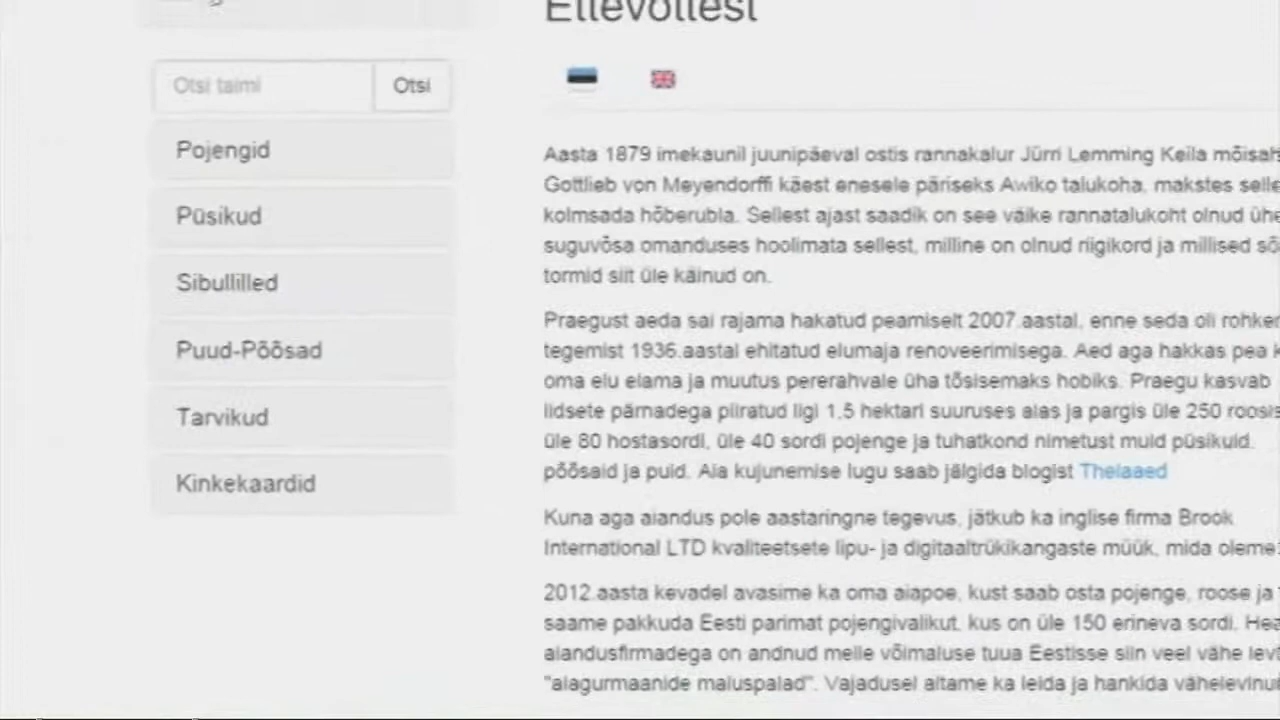 Ettevõttest
Otsi taimi
Otsi
Pojengid
Püsikud
Sibullilled
Puud-Põõsad
Tarvikud
Kinkekaardid
Aasta 1879 imekaunil juunipäeval ostis rannakalur Jürri Lemming Keila
Gottlieb von Meyendorffi käest enesele päriseks Awiko talukoha, makstes
kolmsada hõberubla. Sellest ajast saadik on see väike rannatalukoht olnud
suguvõsa omanduses hoolimata sellest, milline on olnud riigikord ja millised
tormid siit üle käinud on.
Praegust aeda sai rajama hakatud peamiselt 2007.aastal, enne seda oli
tegemist 1936.aastal ehitatud elumaja renoveerimisega. Aed aga hakkas pea
oma elu elama ja muutus pererahvale üha tõsisemaks hobiks. Praegu kasvab
iidsete pärnadega piiratud ligi 1,5 hektari suuruses aias ja pargis üle 250
üle 80 hostasordi, üle 40 sordi pojenge ja tuhatkond nimetust muid püsikuid,
põõsaid ja puid. Aia kujunemise lugu saab jälgida blogist Theiaaed
Kuna aga aiandus pole aastaringne tegevus, jätkub ka inglise firma Brook
International LTD kvaliteetsete lipu- ja digitaaltrükikangaste müük, mida
2012.aasta kevadel avasime ka oma aiapoe, kust saab osta pojenge, roose ja
saame pakkuda Eesti parimat pojengivalikut, kus on üle 150 erineva sordi.
aiandusfirmadega on andnud meile võimaluse tuua Eestisse siin veel vähe
"aiagurmaanide maiuspalad". Vajadusel aitame ka leida ja hankida